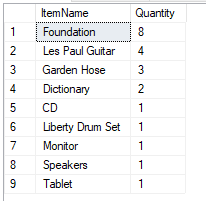 ItemName Quantity
1 Foundation 8
2 Les Paul Guitar 4
3 Garden Hose 3
4 Dictionary 2
5 CD 1
6 Liberty Drum Set 1
7 Monitor 1
8 Speakers 1
9 Tablet 1